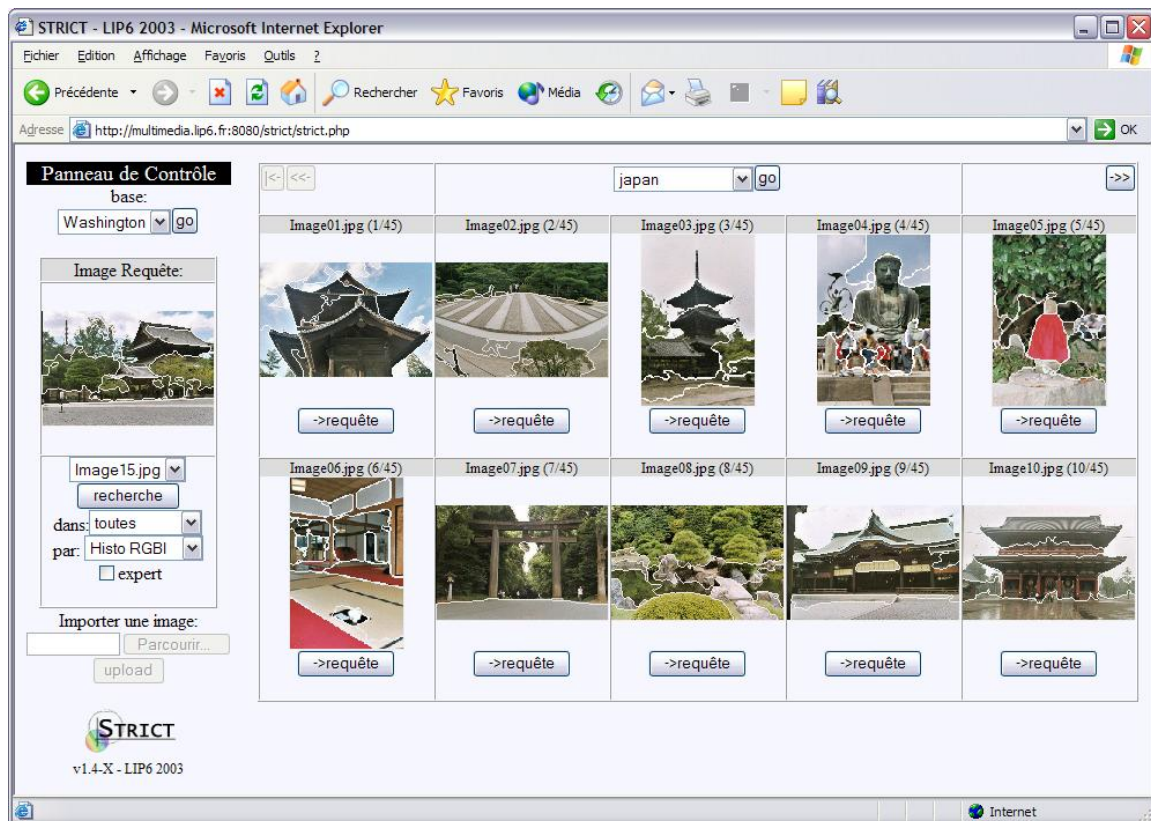 STRICT - LIP6 2003 - Microsoft Internet Explorer
Fichier Edition Affichage Favoris Outils ?
Précédente Rechercher Favoris Média
Adresse http://multimedia.lip6.fr:8080/strict/strict.php OK
Panneau de Contrôle
base:
Washington go
Image Requête:
Image15.jpg
recherche
dans: toutes
par: Histo RGBI
expert
Importer une image:
Parcourir...
upload
STRICT
v1.4-X - LIP6 2003
|<- <<- japan go ->>
Image01.jpg (1/45) Image02.jpg (2/45) Image03.jpg (3/45) Image04.jpg (4/45) Image05.jpg (5/45)
->requête ->requête ->requête ->requête ->requête
Image06.jpg (6/45) Image07.jpg (7/45) Image08.jpg (8/45) Image09.jpg (9/45) Image10.jpg (10/45)
->requête ->requête ->requête ->requête ->requête
Internet